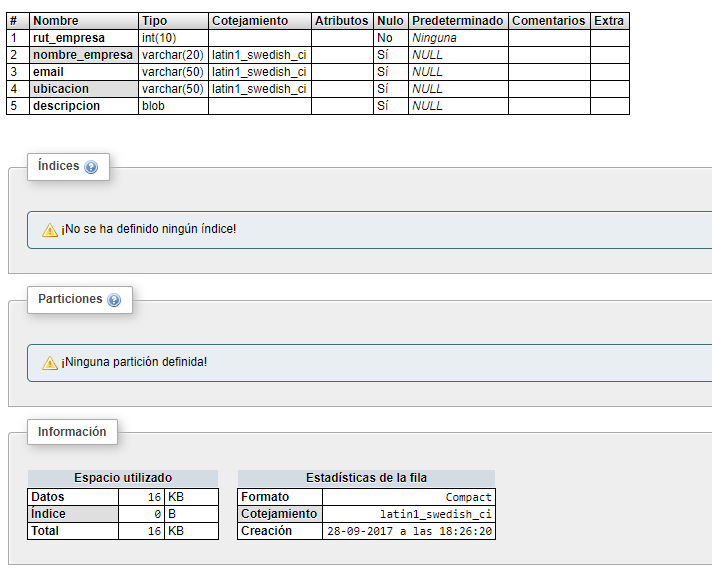 # Nombre Tipo Cotejamiento Atributos Nulo Predeterminado Comentarios Extra
1 rut_empresa int(10) No Ninguna
2 nombre_empresa varchar(20) latin1_swedish_ci Sí NULL
3 email varchar(50) latin1_swedish_ci Sí NULL
4 ubicacion varchar(50) latin1_swedish_ci Sí NULL
5 descripcion blob Sí NULL
Índices
¡No se ha definido ningún índice!
Particiones
¡Ninguna partición definida!
Información
Espacio utilizado
Datos 16 KB
Índice 0 B
Total 16 KB
Estadísticas de la fila
Formato Compact
Cotejamiento latin1_swedish_ci
Creación 28-09-2017 a las 18:26:20